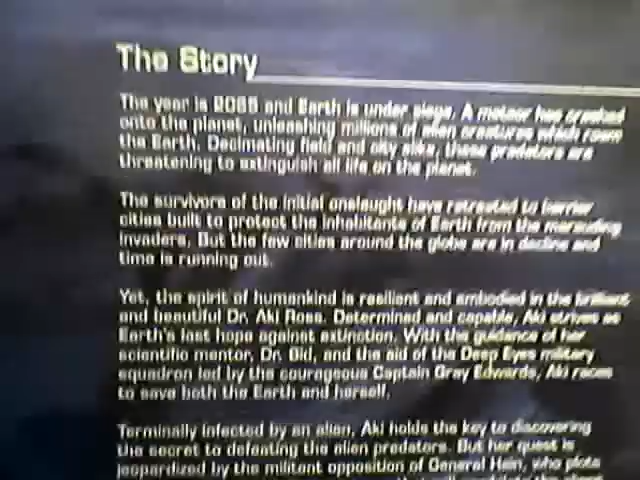 The Story
The year is 2065 and Earth is under siege. A meteor has crashed
onto the planet, unleashing millions of alien creatures which roam
the Earth. Decimating field and city alike, these predators are
threatening to extinguish all life on the planet.
The survivors of the initial onslaught have retreated to barrier
cities built to protect the inhabitants of Earth from the marauding
invaders. But the few cities around the globe are in decline and
time is running out.
Yet, the spirit of humankind is resilient and embodied in the brilliant
and beautiful Dr. Aki Ross. Determined and capable, Aki strives as
Earth's last hope against extinction. With the guidance of her
scientific mentor, Dr. Sid, and the aid of the Deep Eyes military
squadron led by the courageous Captain Gray Edwards, Aki races
to save both the Earth and herself.
Terminally infected by an alien, Aki holds the key to discovering
the secret to defeating the alien predators. But her quest is
jeopardized by the militant opposition of General Hein, who plots